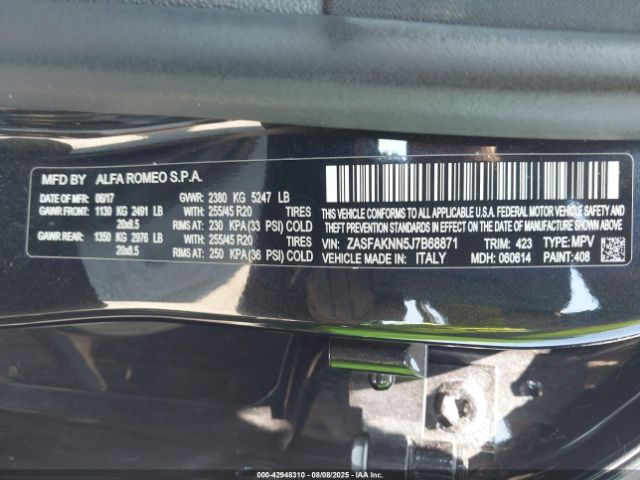 MFD BY ALFA ROMEO S.P.A.
DATE OF MFR: 06/17 GVWR: 2380 KG 5247 LB
GAWR FRONT: 1130 KG 2491 LB WITH 255/45 R20 TIRES
20x8.5 RIMS AT: 230 KPA(33 PSI) COLD
GAWR REAR: 1350 KG 2976 LB WITH 255/45 R20 TIRES
20x8.5 RIMS AT: 250 KPA(36 PSI) COLD
THIS VEHICLE CONFORMS TO ALL APPLICABLE U.S.A. FEDERAL MOTOR VEHICLE SAFETY
THEFT PREVENTION STANDARDS IN EFFECT ON THE DATE OF MANUFACTURE SHOWN ABOVE
VIN: ZASFAKNN5J7B68871 TRIM: 423 TYPE: MPV
VEHICLE MADE IN: ITALY MDH: 060614 PAINT: 408
000-42948310 - 08/08/2025 - IAAI.COM